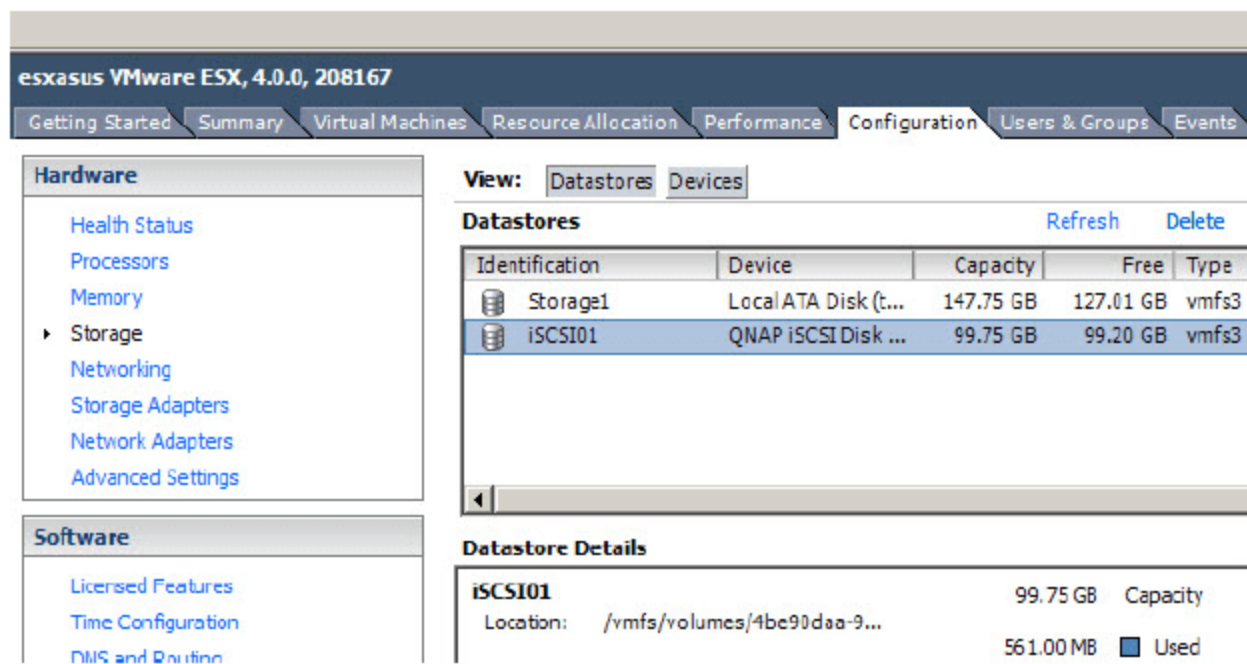 esxasus VMware ESX, 4.0.0, 208167
Getting Started Summary Virtual Machines Resource Allocation Performance Configuration Users & Groups Events
Hardware
Health Status
Processors
Memory
Storage
Networking
Storage Adapters
Network Adapters
Advanced Settings
Software
Licensed Features
Time Configuration
DNS and Routing
View: Datastores Devices
Datastores Refresh Delete
Identification Device Capacity Free Type
Storage1 Local ATA Disk (t... 147.75 GB 127.01 GB vmfs3
iSCSI01 QNAP iSCSI Disk ... 99.75 GB 99.20 GB vmfs3
Datastore Details
iSCSI01 99.75 GB Capacity
Location: /vmfs/volumes/4be90daa-9...
561.00 MB Used